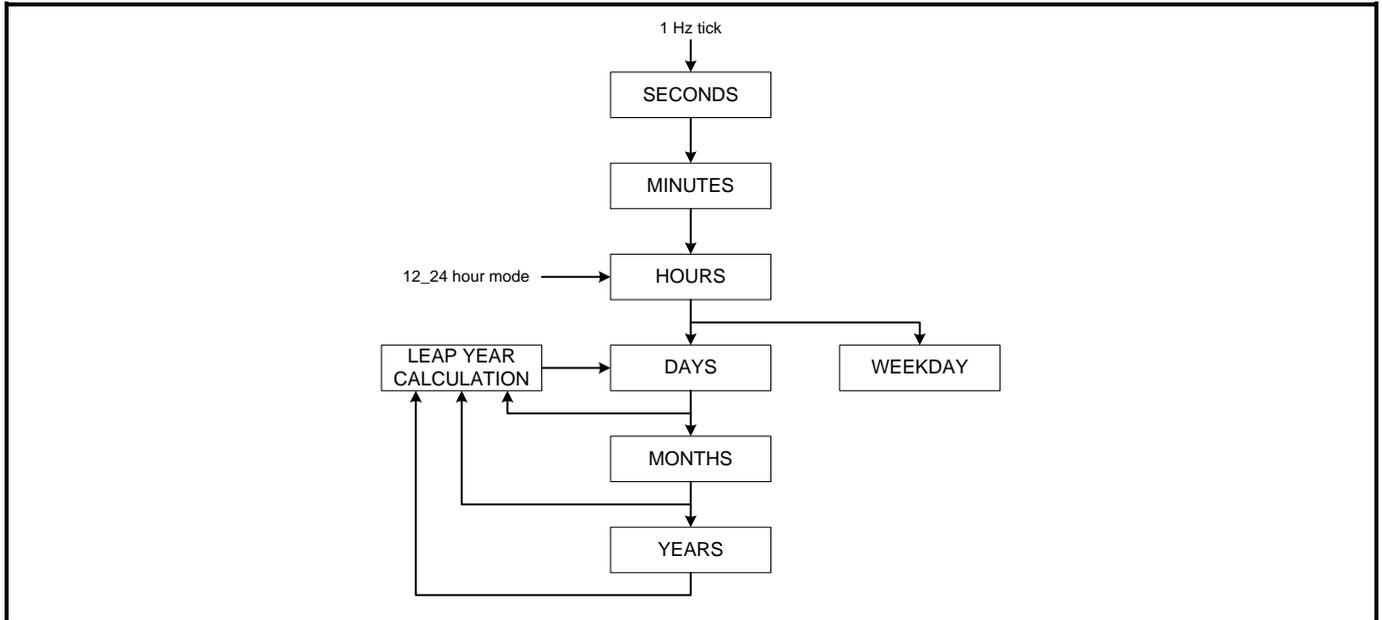 1 Hz tick
SECONDS
MINUTES
12_24 hour mode
HOURS
LEAP YEAR
CALCULATION
DAYS
WEEKDAY
MONTHS
YEARS